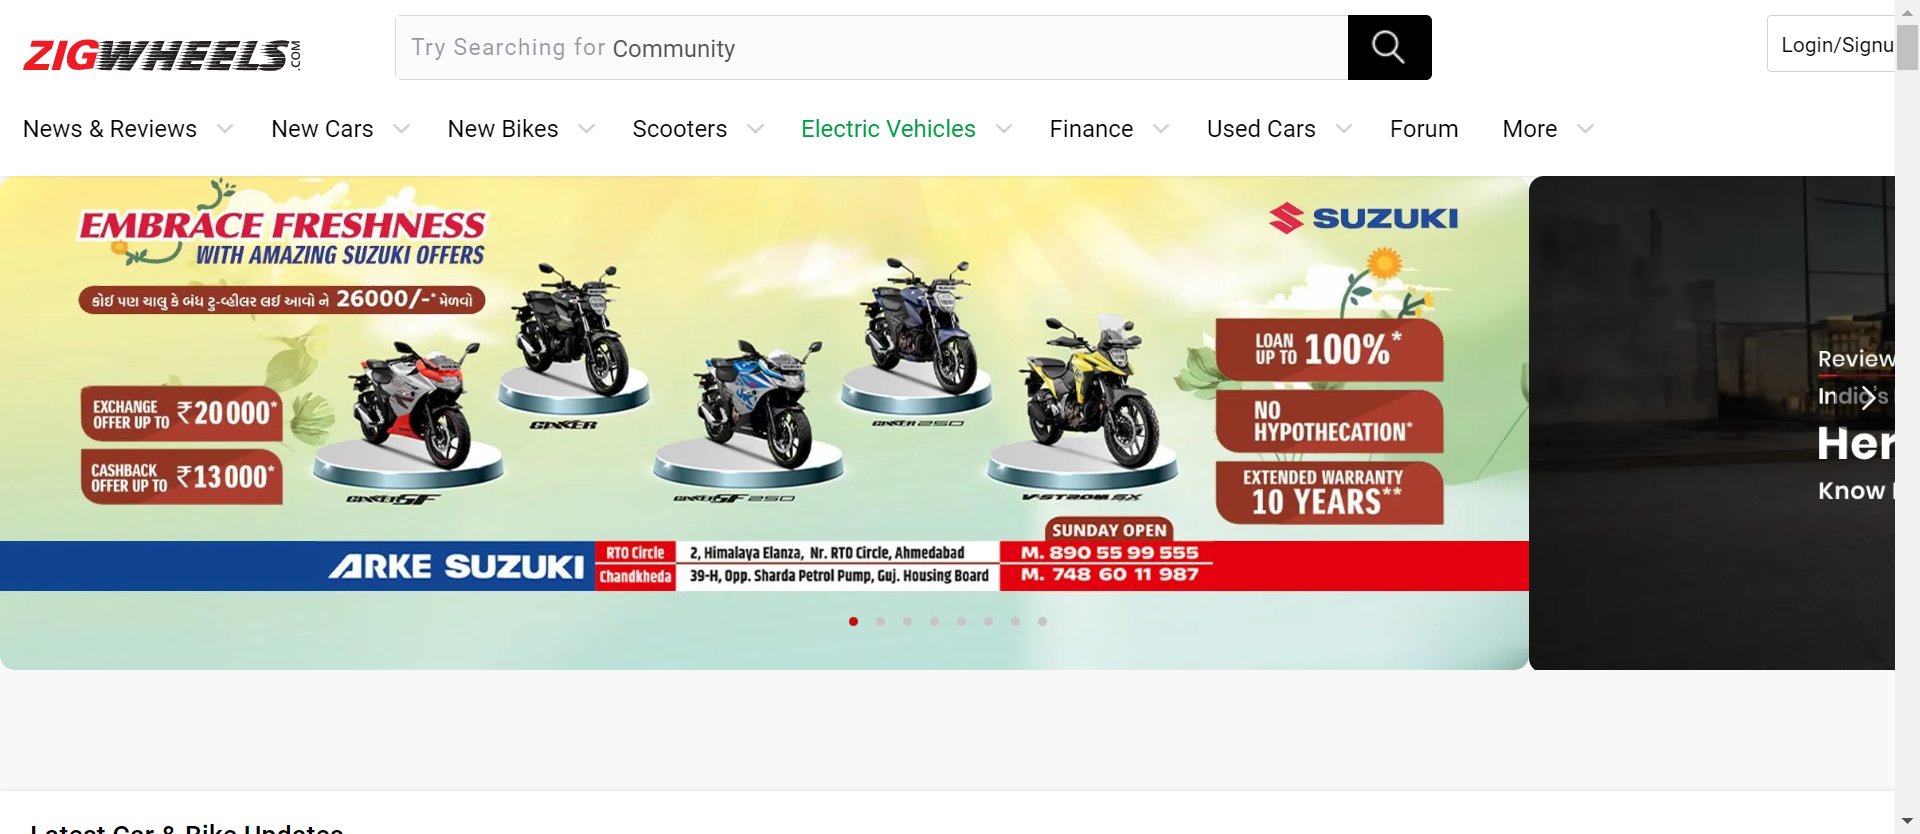 ZIGWHEELS.COM
Try Searching for Community
Login/Signu
News & Reviews
New Cars
New Bikes
Scooters
Electric Vehicles
Finance
Used Cars
Forum
More
EMBRACE FRESHNESS
WITH AMAZING SUZUKI OFFERS
કોઈ પણ ચાલુ કે બંધ ટુ-વ્હીલર લઈ આવો ને 26000/-* મેળવો
SUZUKI
EXCHANGE
OFFER UP TO ₹20 000*
CASHBACK
OFFER UP TO ₹13 000*
GIXXER
GIXXER 250
GIXXER SF
GIXXER SF 250
V-STROM SX
LOAN
UP TO 100%*
NO
HYPOTHECATION*
EXTENDED WARRANTY
10 YEARS**
SUNDAY OPEN
ARKE SUZUKI
RTO Circle
2, Himalaya Elanza, Nr. RTO Circle, Ahmedabad
M. 890 55 99 555
Chandkheda
39-H, Opp. Sharda Petrol Pump, Guj. Housing Board
M. 748 60 11 987
Review
India's
Her
Know
Latest Car & Bike Updates